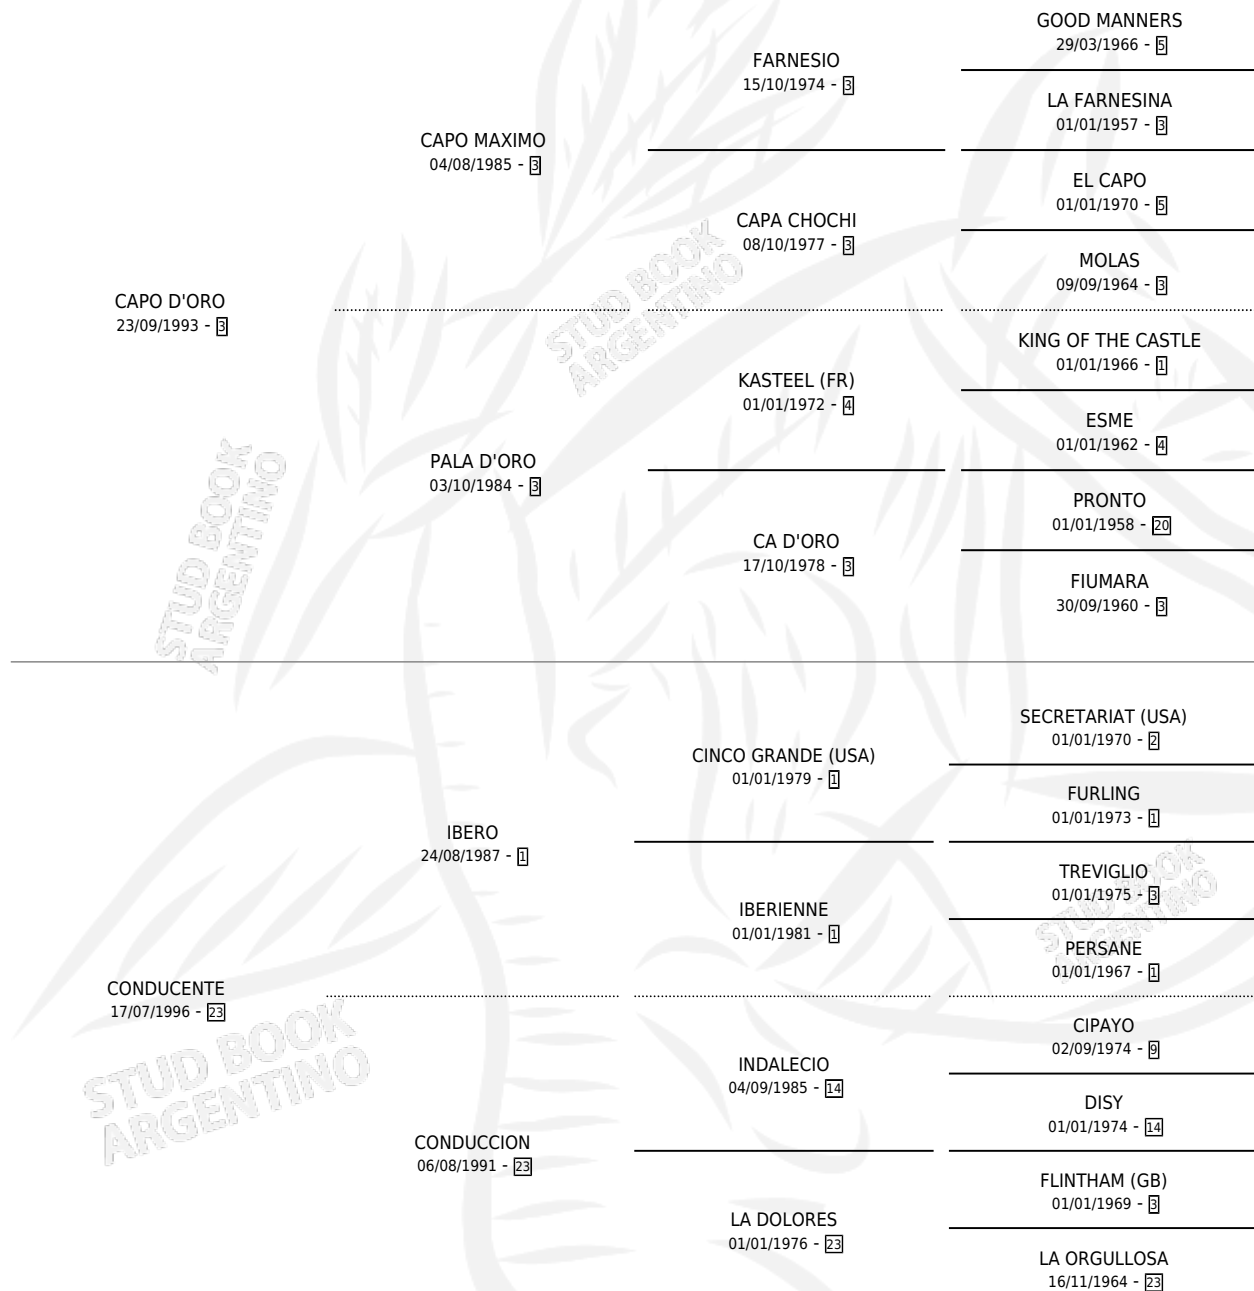 GOOD MANNERS
29/03/1966 - 5
FARNESIO
15/10/1974 - 3
LA FARNESINA
01/01/1957 - 3
CAPO MAXIMO
04/08/1985 - 3
EL CAPO
01/01/1970 - 5
CAPA CHOCHI
08/10/1977 - 3
MOLAS
09/09/1964 - 3
CAPO D'ORO
23/09/1993 - 3
STUD BOOK
ARGENTINO
KING OF THE CASTLE
01/01/1966 - 1
KASTEEL (FR)
01/01/1972 - 4
ESME
01/01/1962 - 4
PALA D'ORO
03/10/1984 - 3
PRONTO
01/01/1958 - 20
CA D'ORO
17/10/1978 - 3
FIUMARA
30/09/1960 - 3
STUD BOOK
ARGENTINO
SECRETARIAT (USA)
01/01/1970 - 2
CINCO GRANDE (USA)
01/01/1979 - 1
FURLING
01/01/1973 - 1
IBERO
24/08/1987 - 1
TREVIGLIO
01/01/1975 - 3
IBERIENNE
01/01/1981 - 1
PERSANE
01/01/1967 - 1
STUD BOOK
ARGENTINO
CONDUCENTE
17/07/1996 - 23
CIPAYO
02/09/1974 - 9
INDALECIO
04/09/1985 - 14
DISY
01/01/1974 - 14
STUD BOOK
ARGENTINO
CONDUCCION
06/08/1991 - 23
FLINTHAM (GB)
01/01/1969 - 3
LA DOLORES
01/01/1976 - 23
LA ORGULLOSA
16/11/1964 - 23